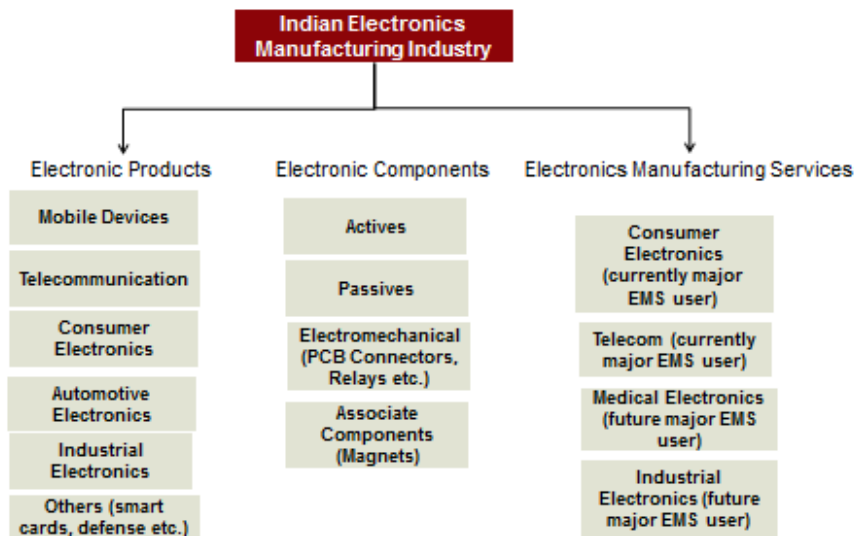 Indian Electronics
Manufacturing Industry
Electronic Products
Electronic Components
Electronics Manufacturing Services
Mobile Devices
Telecommunication
Consumer
Electronics
Automotive
Electronics
Industrial
Electronics
Others (smart
cards, defense etc.)
Actives
Passives
Electromechanical
(PCB Connectors,
Relays etc.)
Associate
Components
(Magnets)
Consumer
Electronics
(currently major
EMS user)
Telecom (currently
major EMS user)
Medical Electronics
(future major EMS
user)
Industrial
Electronics (future
major EMS user)